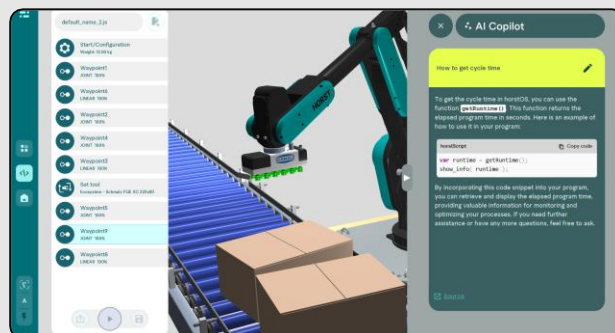 default_name_2.js
Start/Configuration
Waypoint7
JOINT 100%
Waypoint6
LINEAR 100%
Waypoint2
JOINT 100%
Waypoint4
JOINT 100%
Waypoint3
LINEAR 100%
Set tool
Waypoint5
JOINT 100%
Waypoint9
JOINT 100%
Waypoint8
LINEAR 100%
HORST
AI Copilot
How to get cycle time
To get the cycle time in horstOS, you can use the
function getRuntime(). This function returns the
elapsed program time in seconds. Here is an example of
how to use it in your program:
horstScript
Copy code
var runtime = getRuntime();
show_info( runtime );
By incorporating this code snippet into your program,
you can retrieve and display the elapsed program time,
providing valuable information for monitoring and
optimizing your processes. If you need further
assistance or have any more questions, feel free to ask.